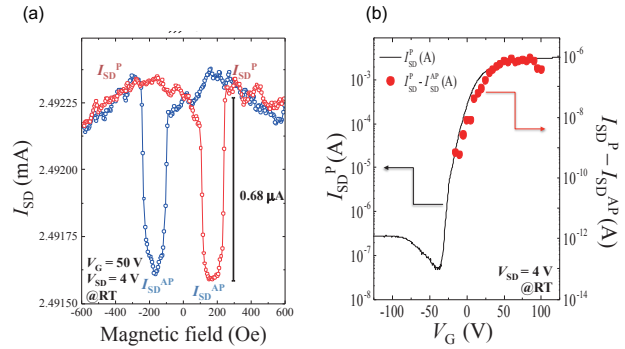 (a)
I_SD^P
I_SD^P
2.49225
2.49200
2.49175
2.49150
I_SD (mA)
0.68 µA
V_G = 50 V
V_SD = 4 V
@RT
I_SD^AP
I_SD^AP
-600 -400 -200 0 200 400 600
Magnetic field (Oe)
(b)
I_SD^P (A)
I_SD^P - I_SD^AP (A)
10^-3
10^-4
10^-5
10^-6
10^-7
10^-8
I_SD^P (A)
10^-6
10^-8
10^-10
10^-12
10^-14
I_SD^P – I_SD^AP (A)
V_SD = 4 V
@RT
-100 -50 0 50 100
V_G (V)